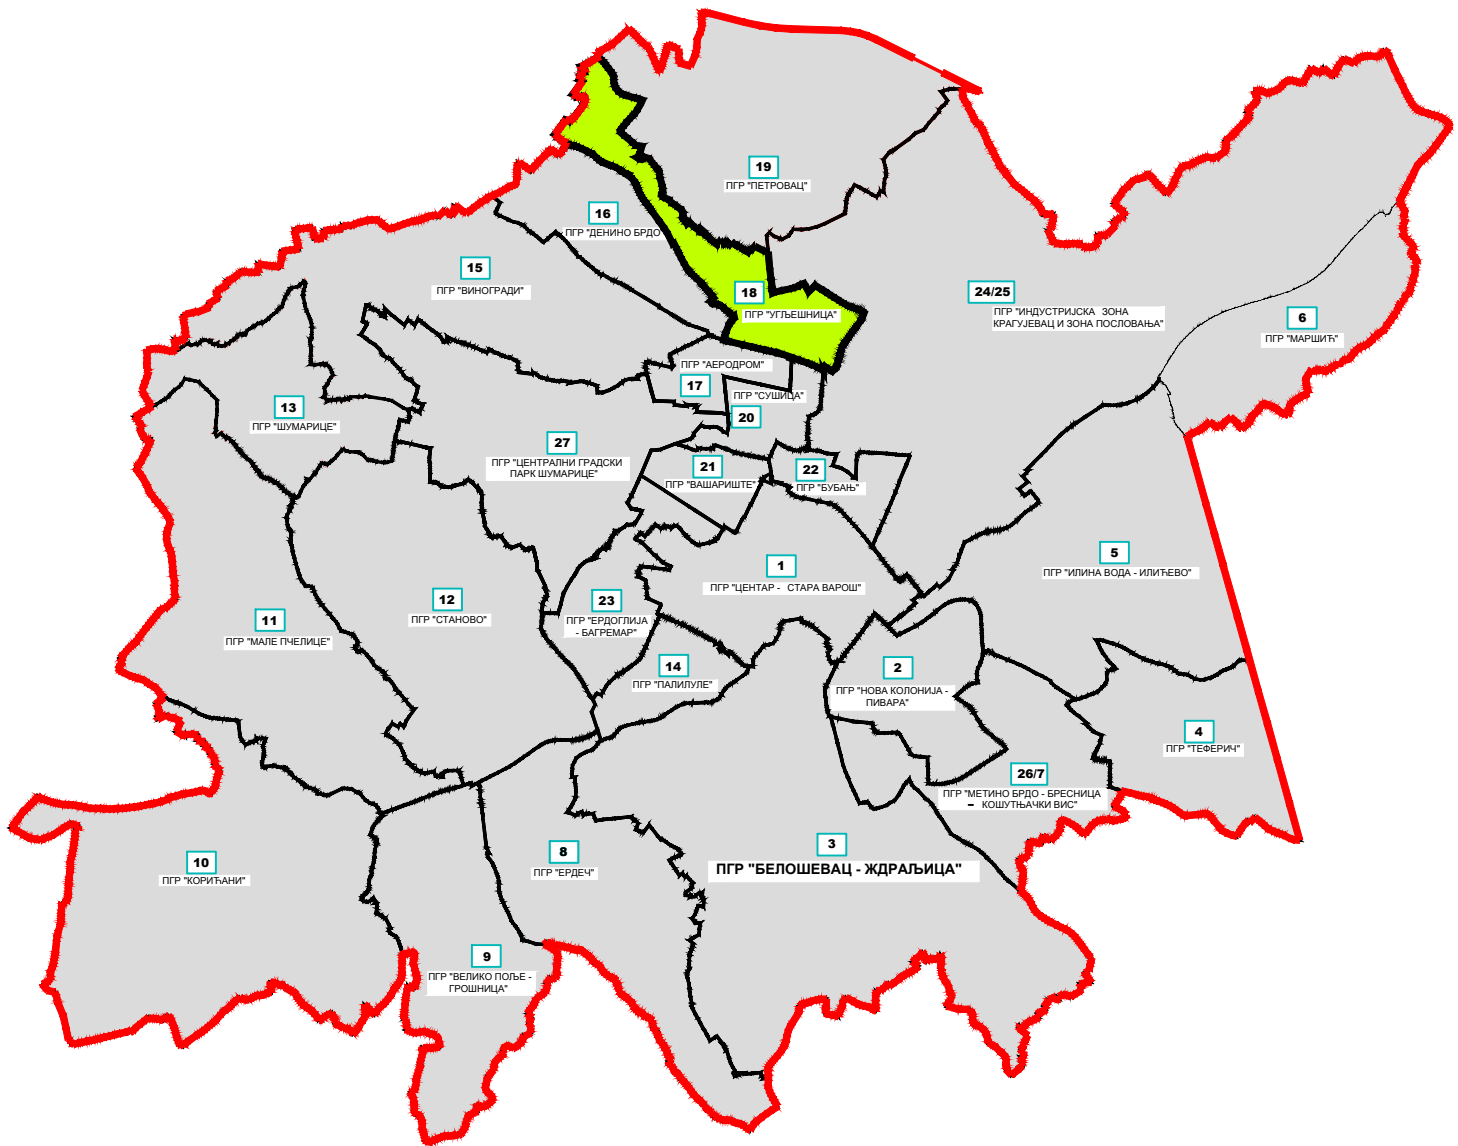 19
ПГР "ПЕТРОВАЦ"
16
ПГР "ДЕНИНО БРДО
15
ПГР "ВИНОГРАДИ"
18
ПГР "УГЉЕШНИЦА"
24/25
ПГР "ИНДУСТРИЈСКА ЗОНА
КРАГУЈЕВАЦ И ЗОНА ПОСЛОВАЊА"
6
ПГР "МАРШИЋ"
ПГР "АЕРОДРОМ"
17
ПГР "СУШИЦА"
20
13
ПГР "ШУМАРИЦЕ"
27
ПГР "ЦЕНТРАЛНИ ГРАДСКИ
ПАРК ШУМАРИЦЕ"
21
ПГР "ВАШАРИШТЕ"
22
ПГР "БУБАЊ"
5
ПГР "ИЛИНА ВОДА - ИЛИЋЕВО"
1
ПГР "ЦЕНТАР - СТАРА ВАРОШ"
23
ПГР "ЕРДОГЛИЈА
- БАГРЕМАР"
12
ПГР "СТАНОВО"
11
ПГР "МАЛЕ ПЧЕЛИЦЕ"
14
ПГР "ПАЛИЛУЛЕ"
2
ПГР "НОВА КОЛОНИЈА -
ПИВАРА"
4
ПГР "ТЕФЕРИЧ"
26/7
ПГР "МЕТИНО БРДО - БРЕСНИЦА
– КОШУТЊАЧКИ ВИС"
3
ПГР "БЕЛОШЕВАЦ - ЖДРАЉИЦА"
8
ПГР "ЕРДЕЧ"
10
ПГР "КОРИЋАНИ"
9
ПГР "ВЕЛИКО ПОЉЕ -
ГРОШНИЦА"